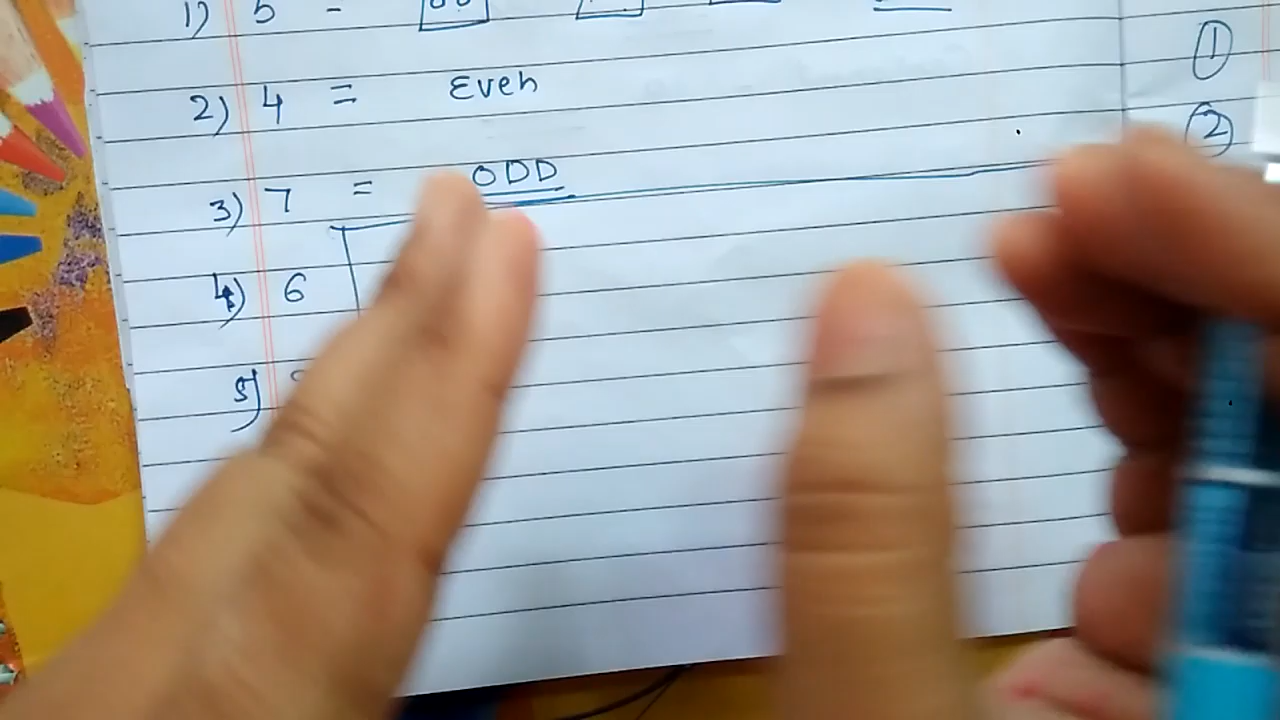 1) 5 -
①
2) 4 = Even
②
3) 7 = ODD
4) 6
5)